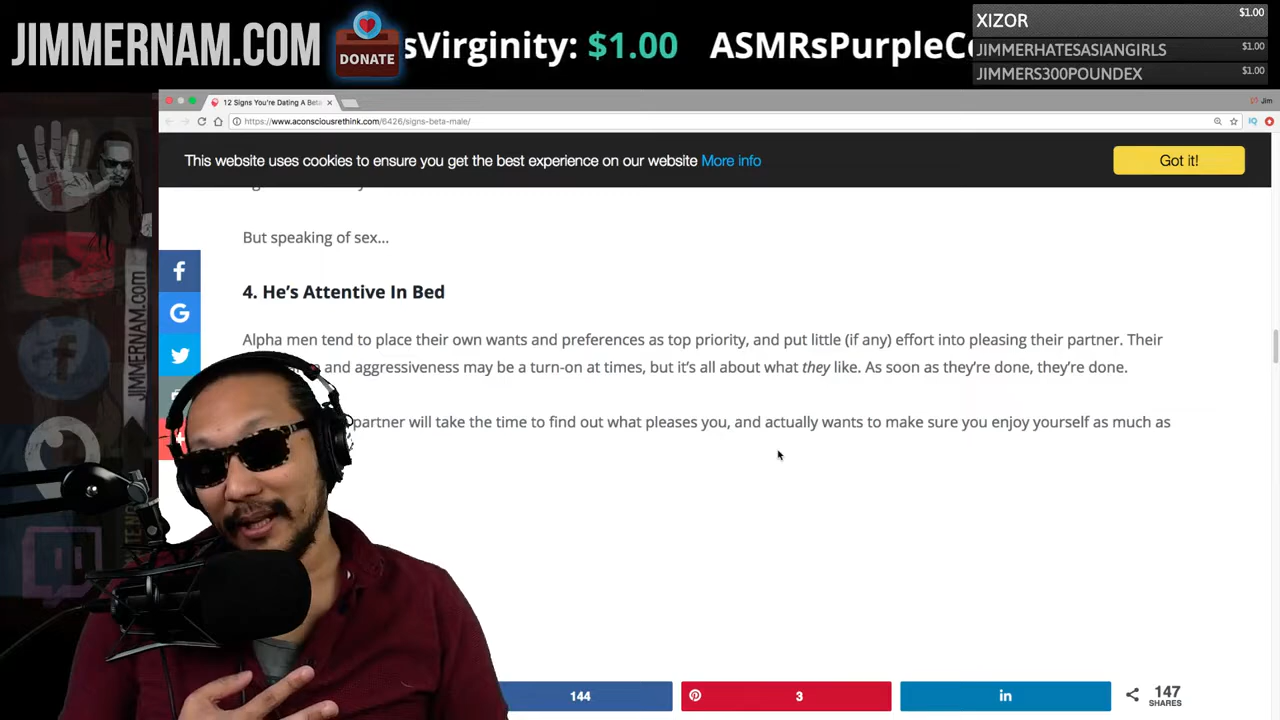 JIMMERNAM.COM
DONATE
sVirginity: $1.00 ASMRsPurpleC
XIZOR $1.00
JIMMERHATESASIANGIRLS $1.00
JIMMERS300POUNDEX $1.00
12 Signs You're Dating A Beta
Jim
https://www.aconsciousrethink.com/6426/signs-beta-male/
This website uses cookies to ensure you get the best experience on our website More info
Got it!
But speaking of sex...
4. He's Attentive In Bed
Alpha men tend to place their own wants and preferences as top priority, and put little (if any) effort into pleasing their partner. Their
and aggressiveness may be a turn-on at times, but it's all about what they like. As soon as they're done, they're done.
partner will take the time to find out what pleases you, and actually wants to make sure you enjoy yourself as much as
JIMMERNAM.com
144
3
in
147
SHARES